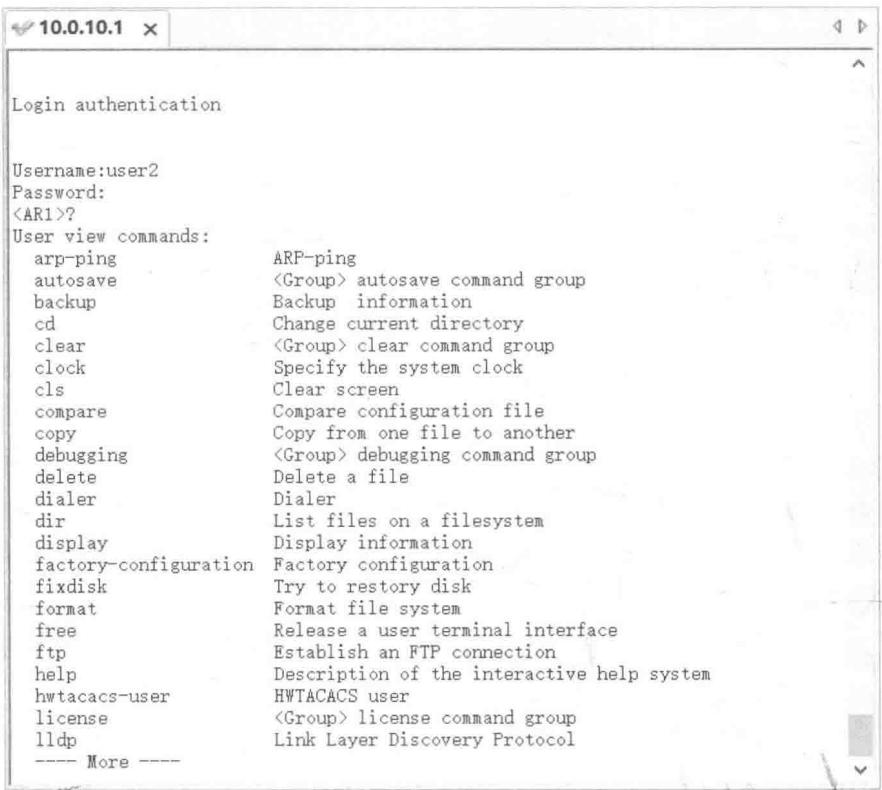 10.0.10.1 ×
Login authentication
Username:user2
Password:
<AR1>?
User view commands:
arp-ping ARP-ping
autosave <Group> autosave command group
backup Backup information
cd Change current directory
clear <Group> clear command group
clock Specify the system clock
cls Clear screen
compare Compare configuration file
copy Copy from one file to another
debugging <Group> debugging command group
delete Delete a file
dialer Dialer
dir List files on a filesystem
display Display information
factory-configuration Factory configuration
fixdisk Try to restory disk
format Format file system
free Release a user terminal interface
ftp Establish an FTP connection
help Description of the interactive help system
hwtacacs-user HWTACACS user
license <Group> license command group
lldp Link Layer Discovery Protocol
---- More ----